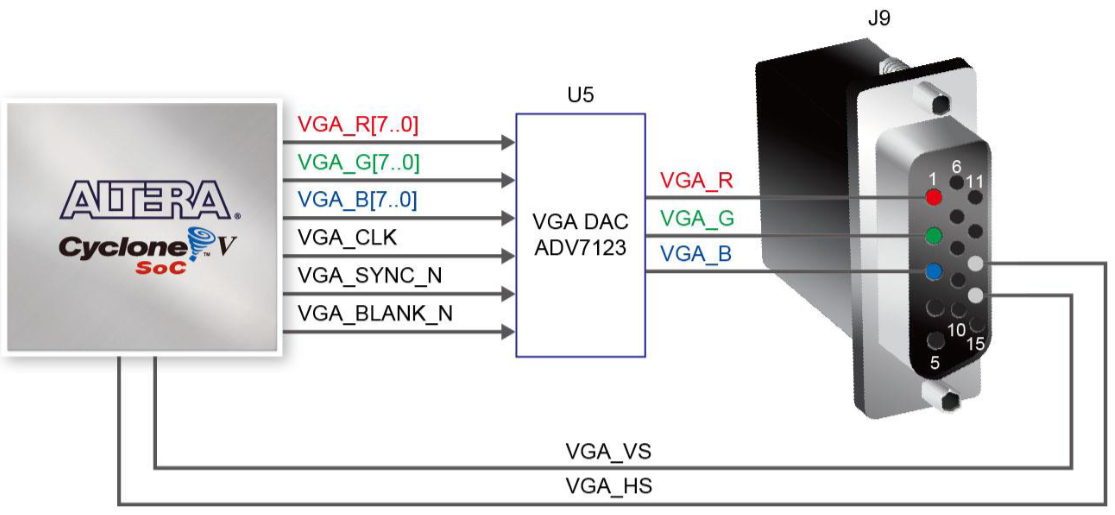 J9
U5
VGA_R[7..0]
VGA_G[7..0]
VGA_B[7..0]
VGA_CLK
VGA_SYNC_N
VGA_BLANK_N
ALTERA®
Cyclone™ V
SoC
VGA DAC
ADV7123
VGA_R
VGA_G
VGA_B
1
6
11
5
10
15
VGA_VS
VGA_HS